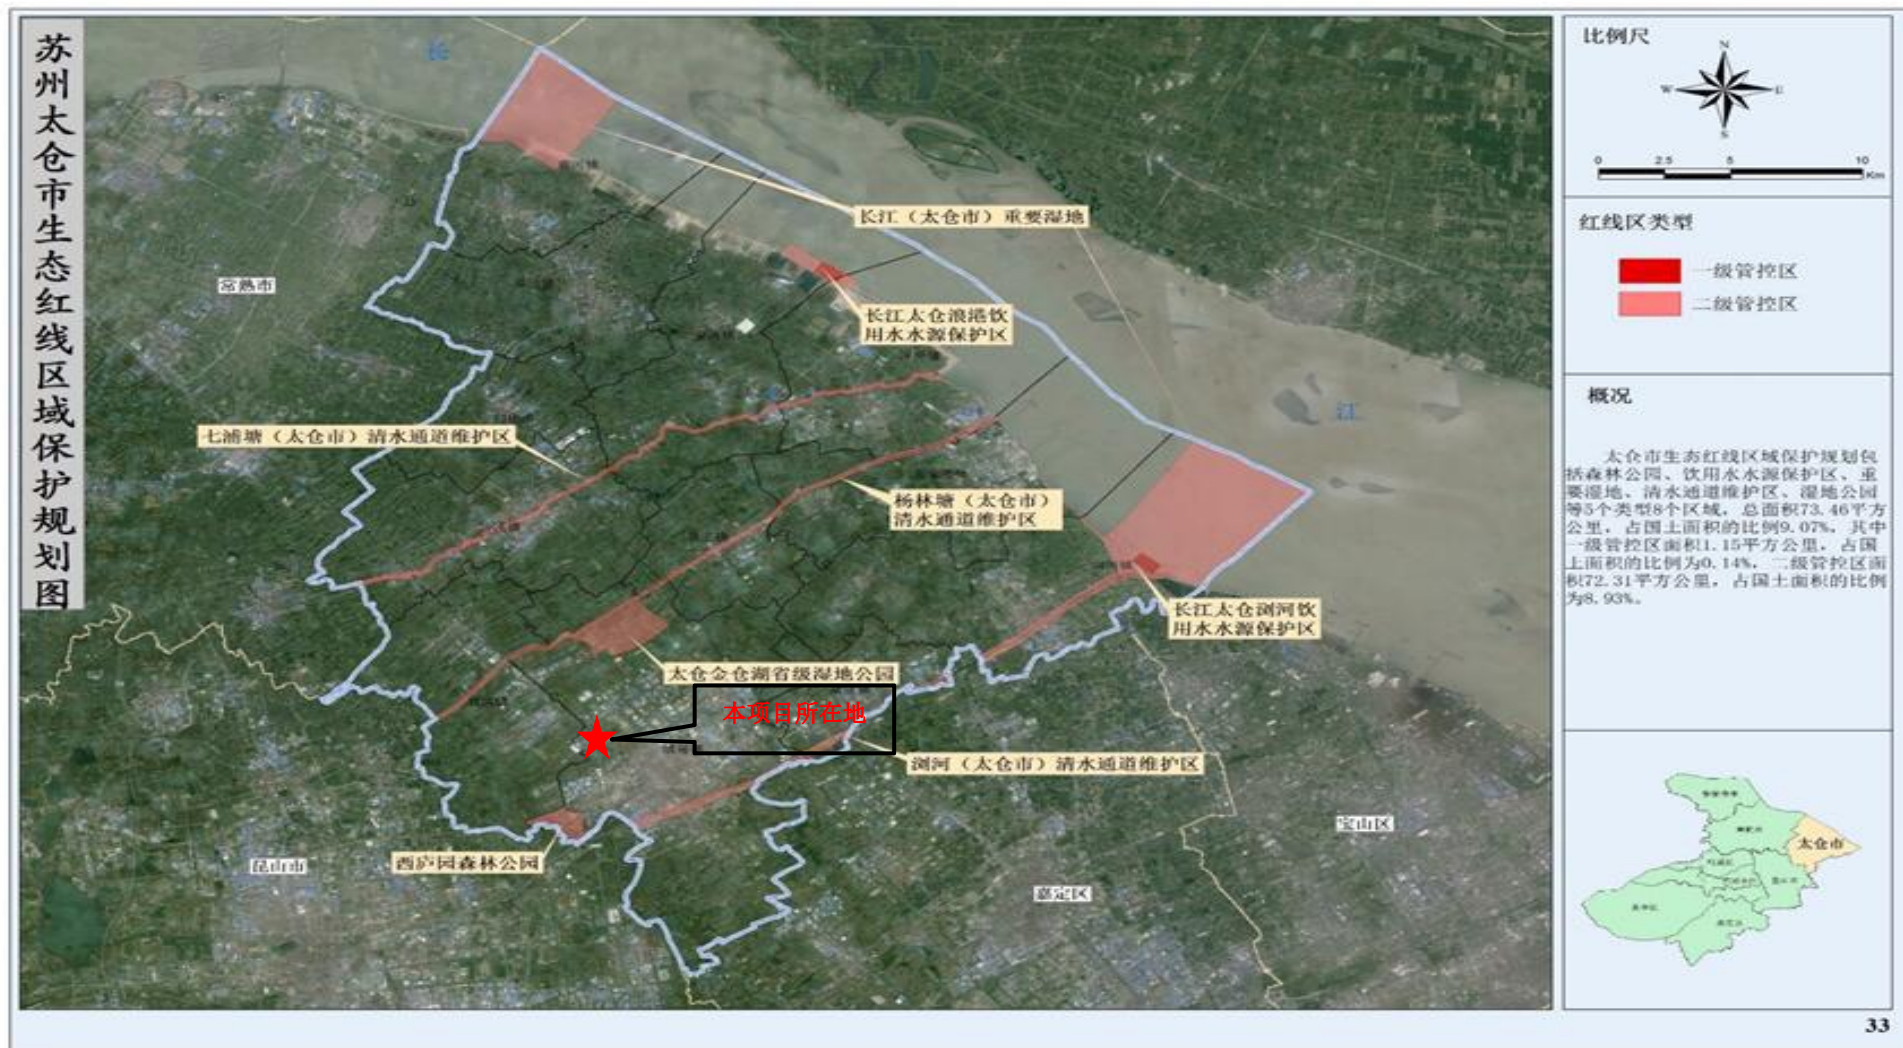 苏州太仓市生态红线区域保护规划图
长
长江（太仓市）重要湿地
常熟市
长江太仓浪港饮
用水水源保护区
江
七浦塘（太仓市）清水通道维护区
杨林塘（太仓市）
清水通道维护区
长江太仓浏河饮
用水水源保护区
太仓金仓湖省级湿地公园
本项目所在地
浏河（太仓市）清水通道维护区
宝山区
西庐园森林公园
昆山市
嘉定区
比例尺
N
W
E
S
0 2.5 5 10
Km
红线区类型
一级管控区
二级管控区
概况
太仓市生态红线区域保护规划包
括森林公园、饮用水水源保护区、重
要湿地、清水通道维护区、湿地公园
等5个类型8个区域，总面积73.46平方
公里，占国土面积的比例9.07%，其中
一级管控区面积1.15平方公里，占国
土面积的比例为0.14%，二级管控区面
积72.31平方公里，占国土面积的比例
为8.93%。
太仓市
33